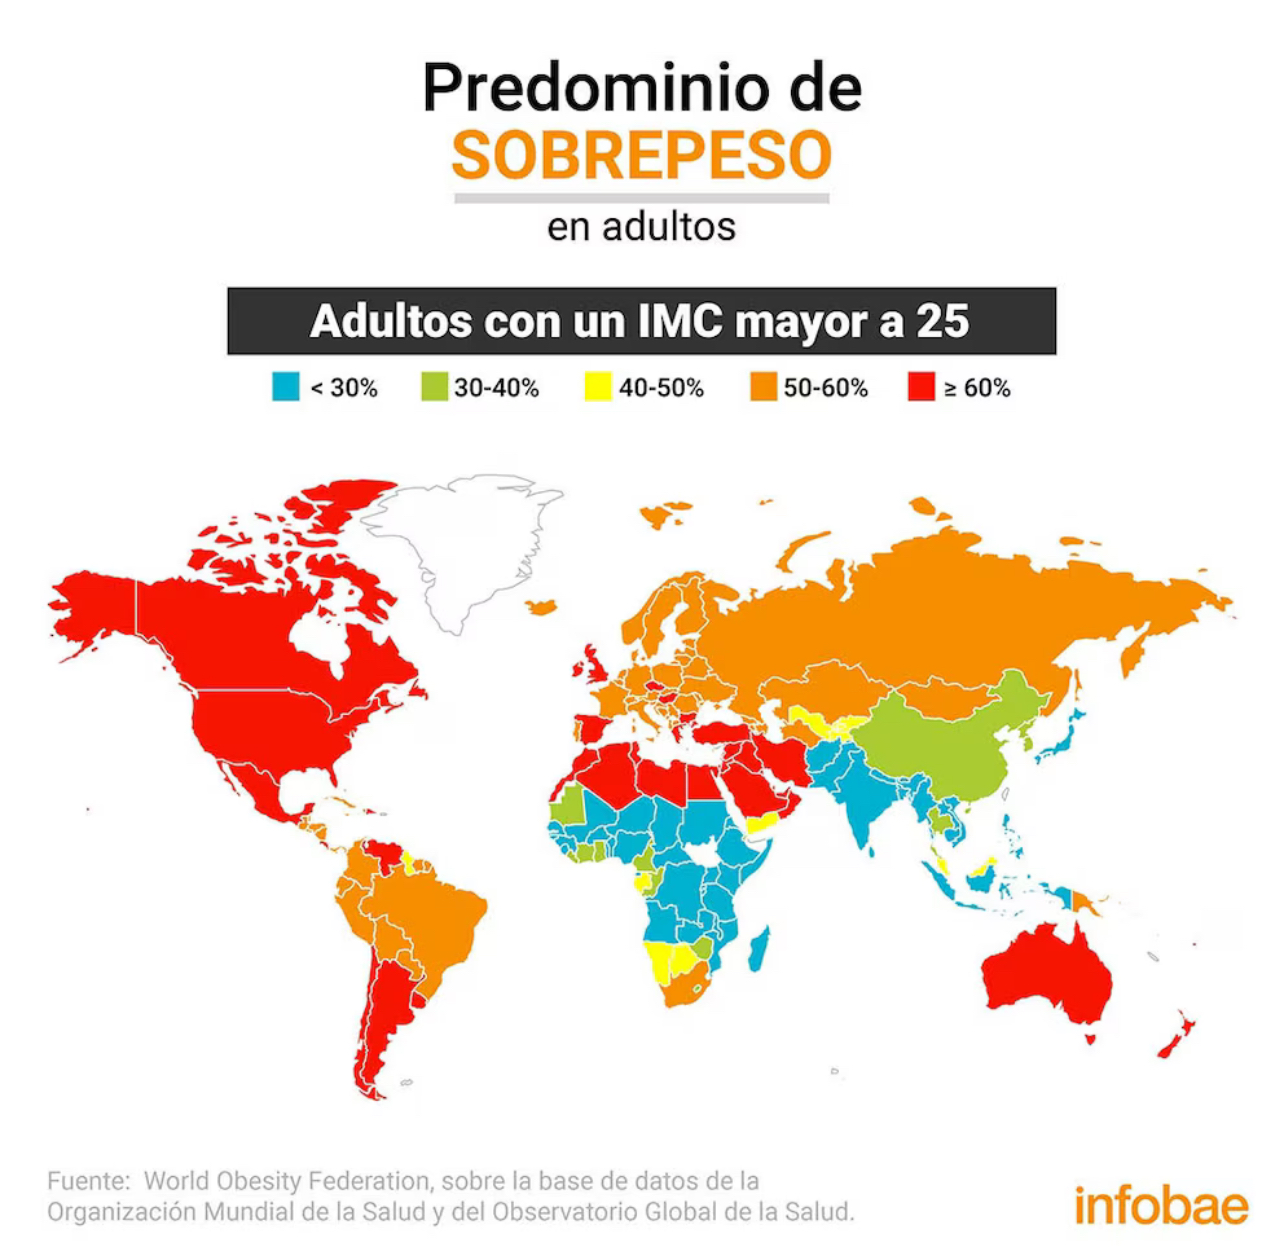 Predominio de
SOBREPESO
en adultos
Adultos con un IMC mayor a 25
< 30% 30-40% 40-50% 50-60% ≥ 60%
Fuente: World Obesity Federation, sobre la base de datos de la
Organización Mundial de la Salud y del Observatorio Global de la Salud.
infobae